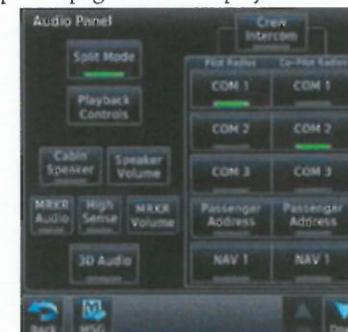 Audio Panel
Crew
Intercom
Split Mode
Pilot Radios Co-Pilot Radios
COM 1 COM 1
Playback
Controls
COM 2 COM 2
Cabin
Speaker
Speaker
Volume
COM 3 COM 3
MRKR
Audio
High
Sense
MRKR
Volume
Passenger
Address
Passenger
Address
3D Audio
NAV 1 NAV 1
Back MSG